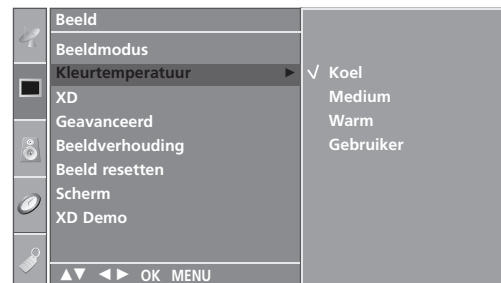 Beeld
Beeldmodus
Kleurtemperatuur ►
XD
Geavanceerd
Beeldverhouding
Beeld resetten
Scherm
XD Demo
▲▼ ◄► OK MENU
√ Koel
Medium
Warm
Gebruiker